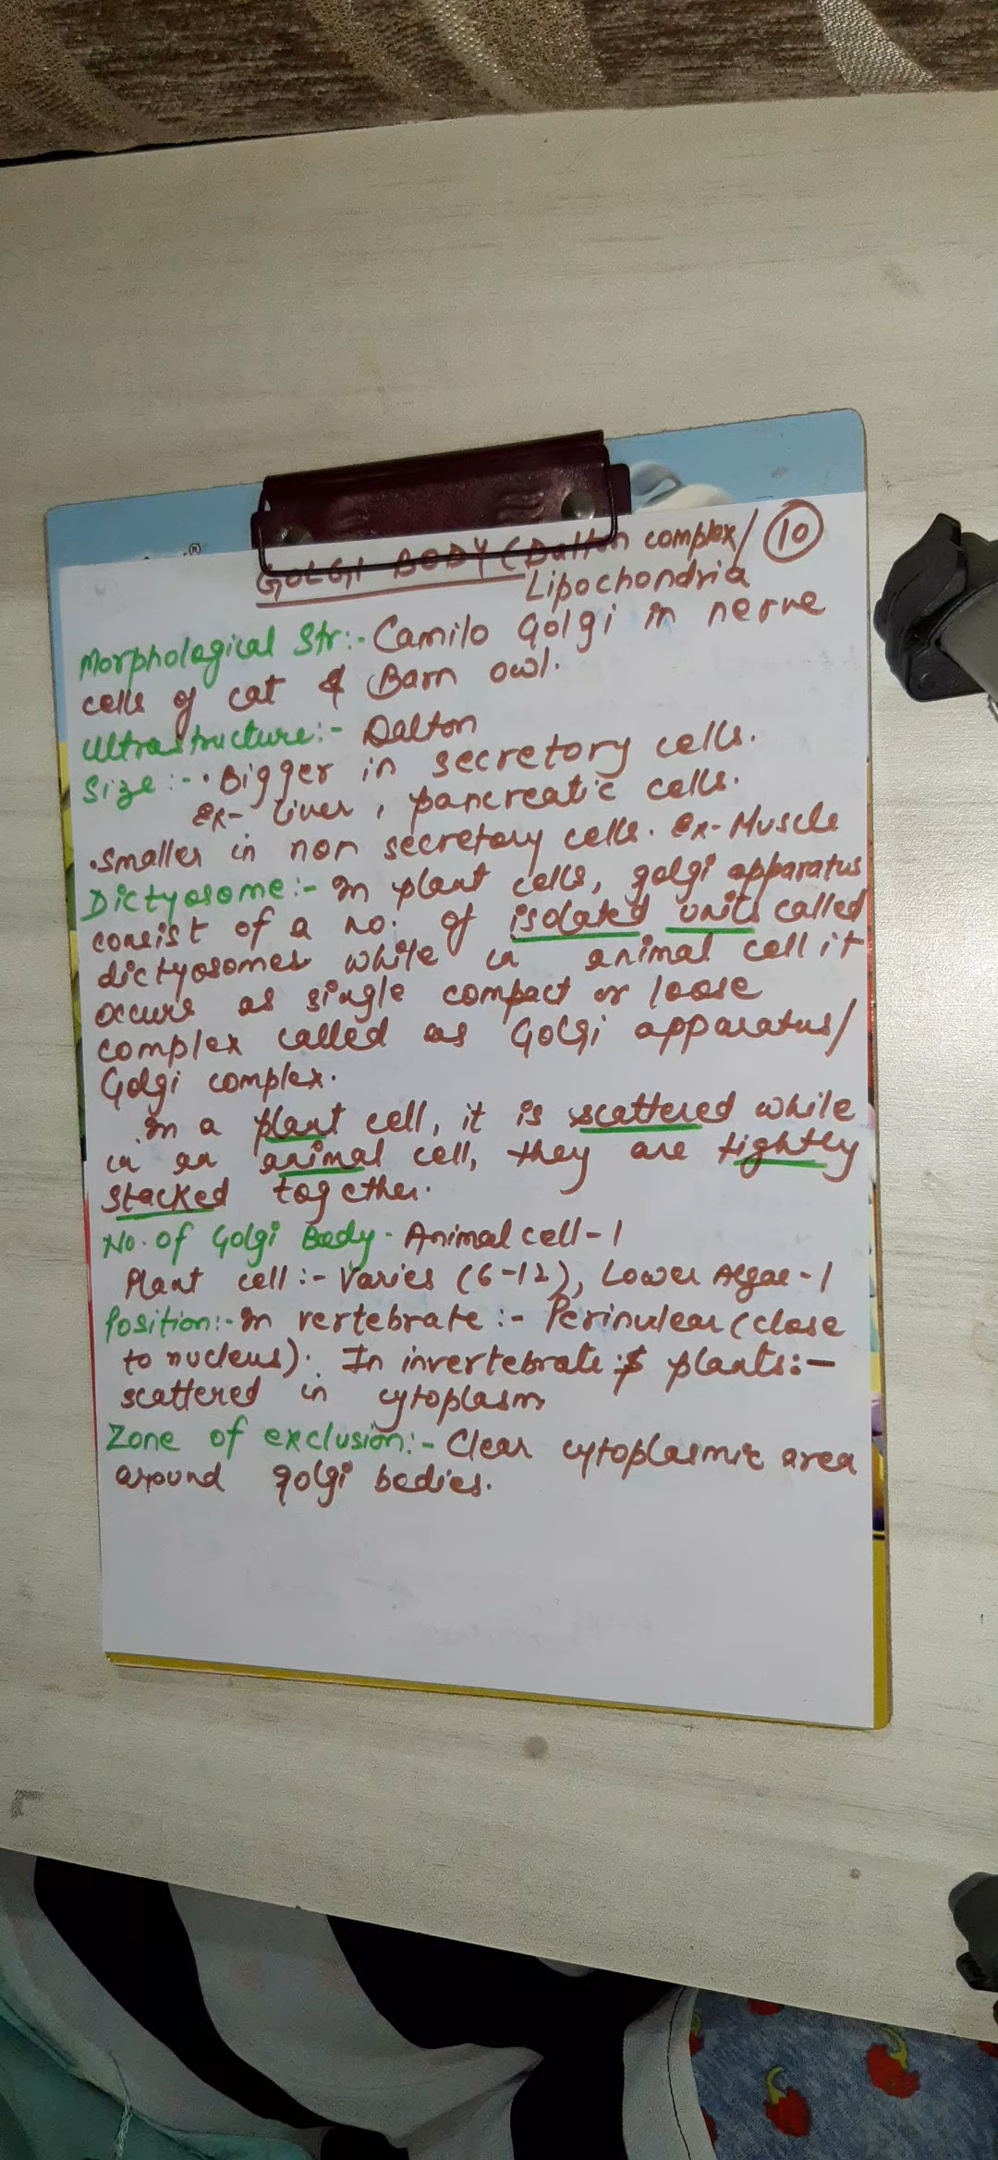 GOLGI BODY (Dalton complex/ 10
Lipochondria
Morphological Str:- Camilo Golgi in nerve
cells of cat & Barn owl.
Ultrastructure:- Dalton
Size:- • Bigger in secretory cells.
Ex- liver, pancreatic cells.
• Smaller in non secretory cells. Ex- Muscle
Dictyosome:- In plant cells, golgi apparatus
consist of a no. of isolated units called
dictyosomes while in animal cell it
occurs as single compact or loose
complex called as Golgi apparatus/
Golgi complex.
. In a plant cell, it is scattered while
in an animal cell, they are tightly
stacked together.
No. of Golgi Body - Animal cell - 1
Plant cell:- Varies (6-12), Lower Algae - 1
Position:- In vertebrate:- Perinulear (close
to nucleus). In invertebrate & plants:-
scattered in cytoplasm
Zone of exclusion:- Clear cytoplasmic area
around golgi bodies.